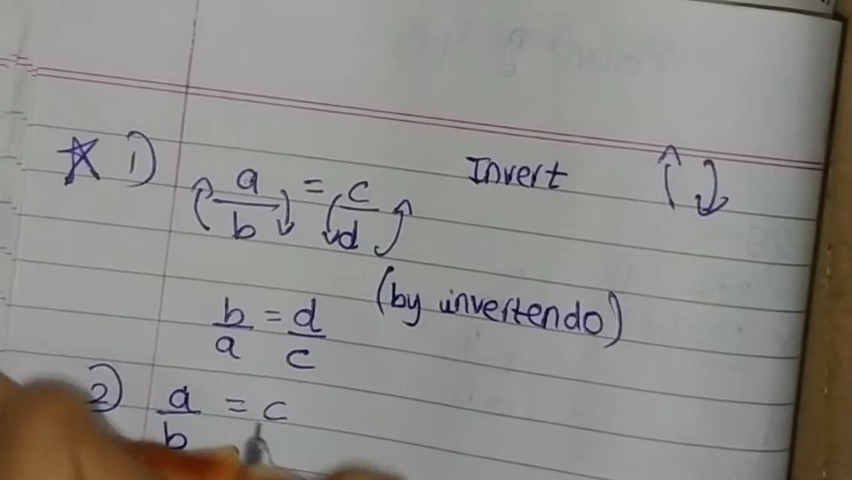 ☆ 1) a/b = c/d Invert ↑↓
(by invertendo)
b/a = d/c
2) a/b = c